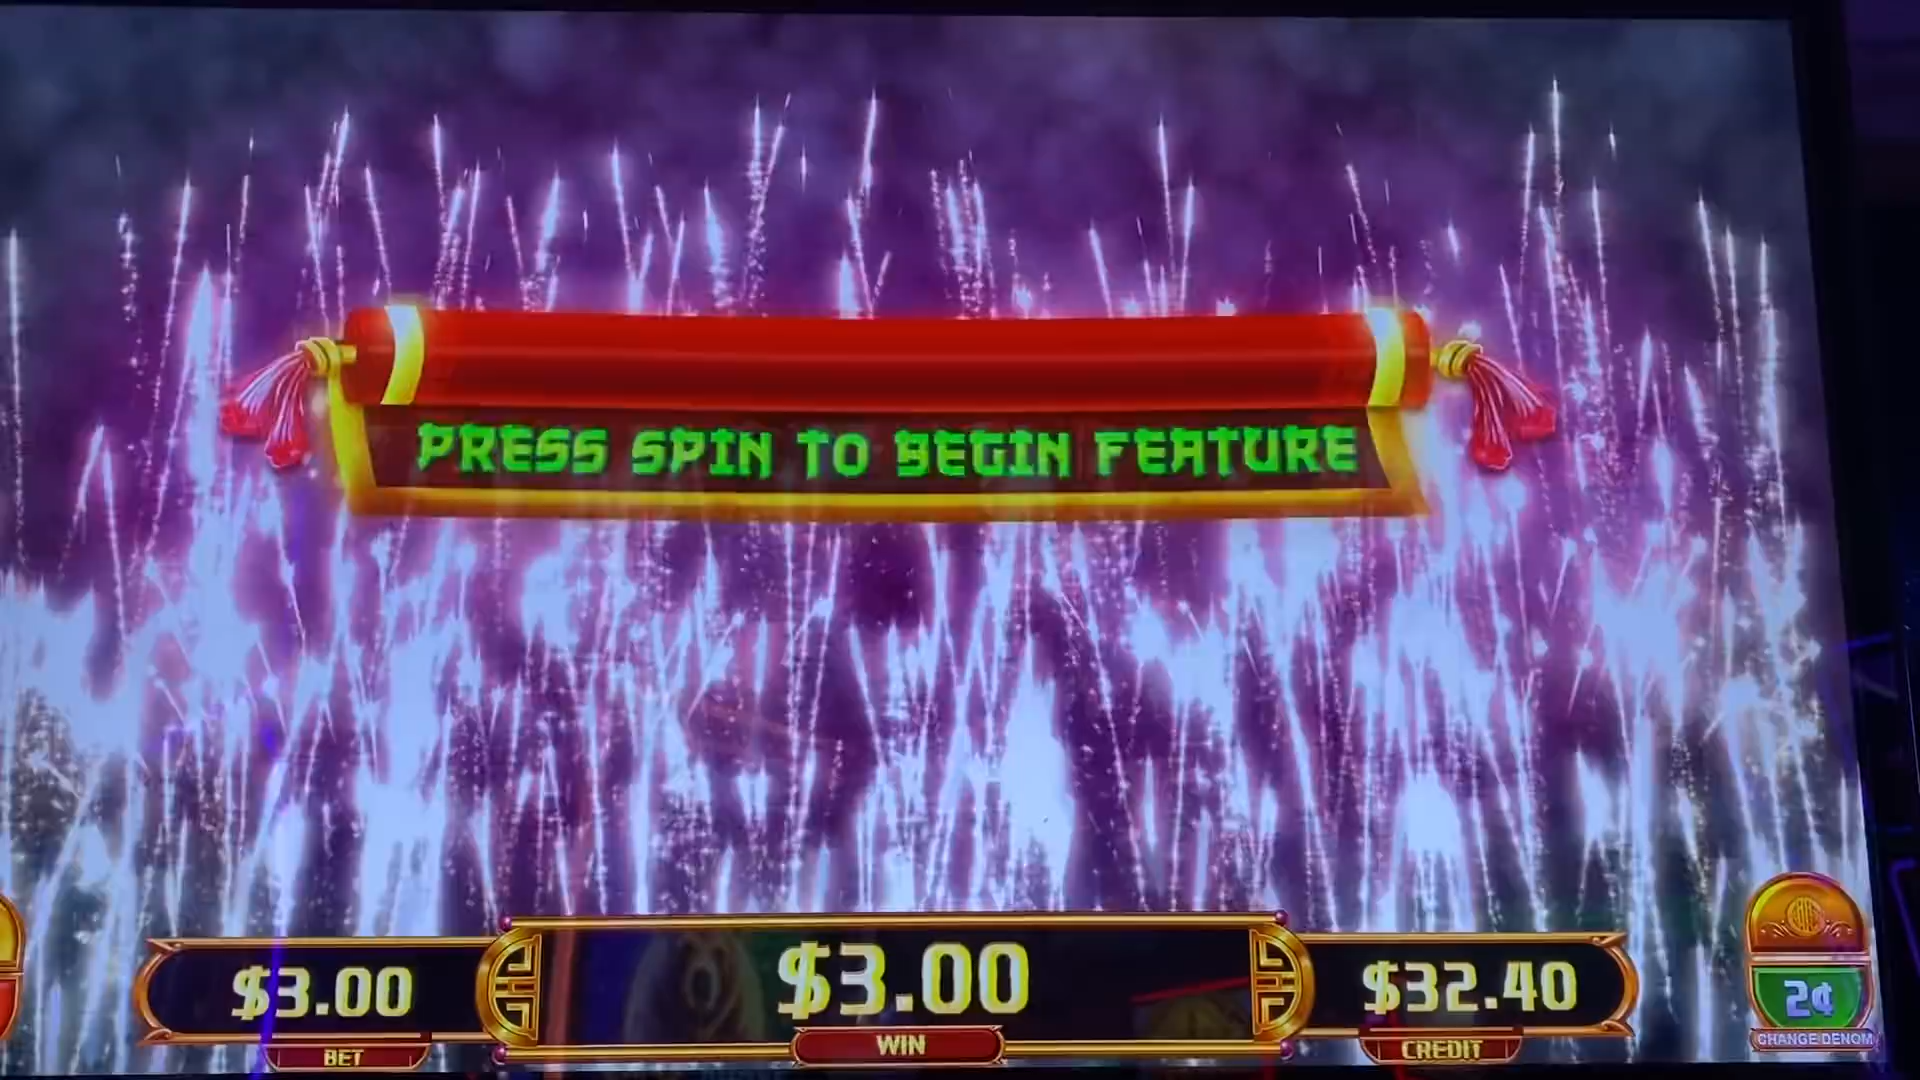 PRESS SPIN TO BEGIN FEATURE
$3.00
BET
$3.00
WIN
$32.40
CREDIT
2¢
CHANGE DENOM